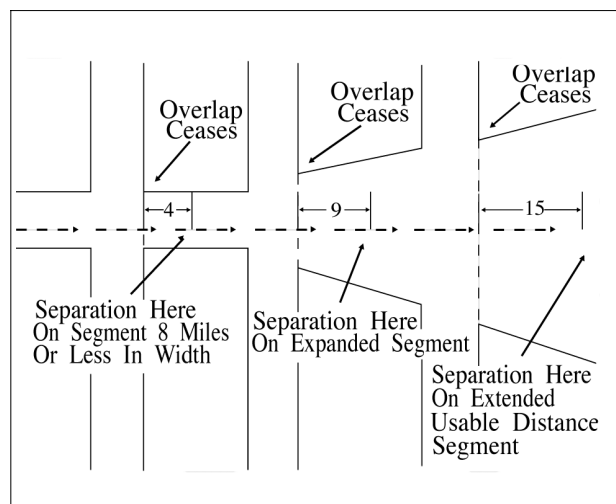 Overlap
Ceases
Overlap
Ceases
Overlap
Ceases
4
9
15
Separation Here
On Segment 8 Miles
Or Less In Width
Separation Here
On Expanded Segment
Separation Here
On Extended
Usable Distance
Segment